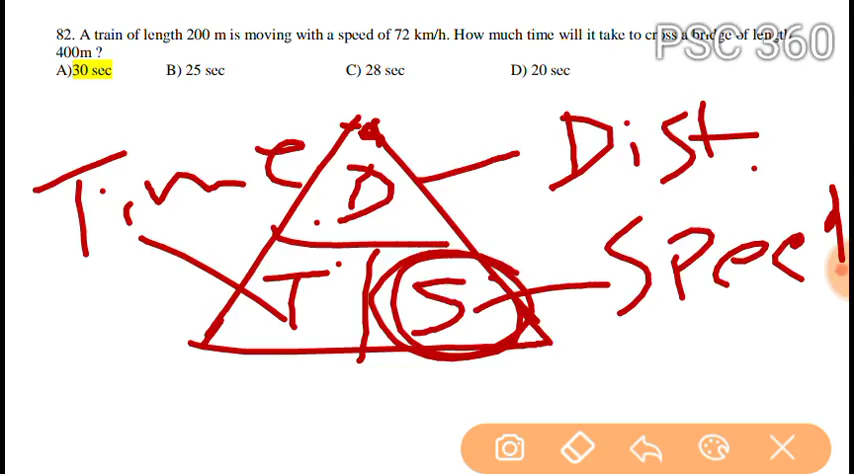 82. A train of length 200 m is moving with a speed of 72 km/h. How much time will it take to cross a bridge of length
400m ?
A)30 sec B) 25 sec C) 28 sec D) 20 sec
PSC 360
Time D Dist.
T S Speed